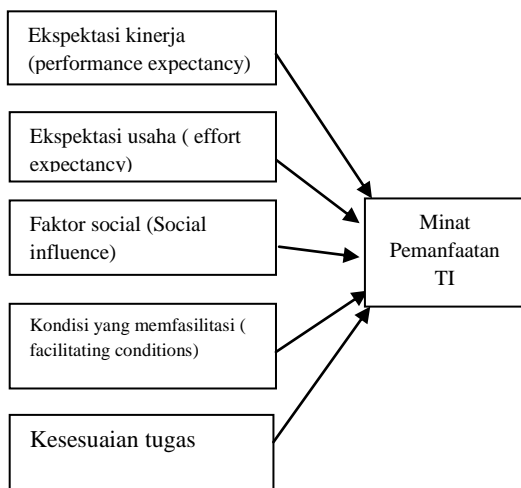 Ekspektasi kinerja
(performance expectancy)
Ekspektasi usaha ( effort
expectancy)
Faktor social (Social
influence)
Kondisi yang memfasilitasi (
facilitating conditions)
Kesesuaian tugas
Minat
Pemanfaatan
TI